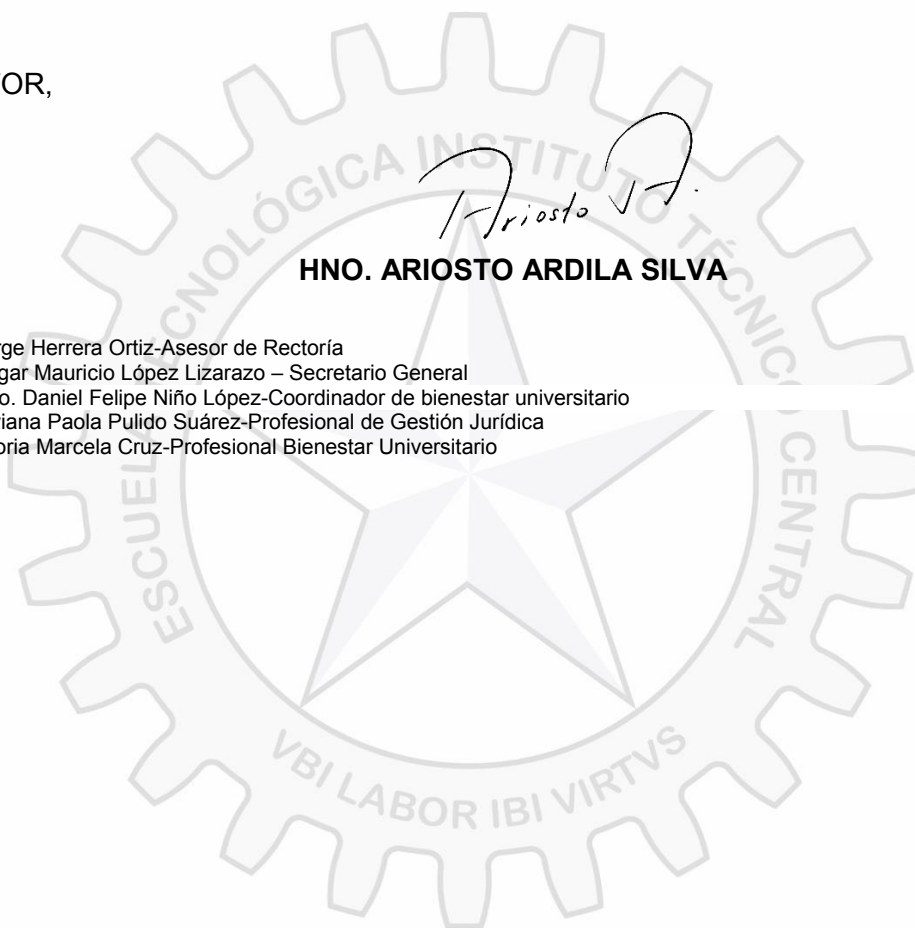 TOR,
Ariosto A.
HNO. ARIOSTO ARDILA SILVA
rge Herrera Ortiz-Asesor de Rectoría
gar Mauricio López Lizarazo – Secretario General
o. Daniel Felipe Niño López-Coordinador de bienestar universitario
riana Paola Pulido Suárez-Profesional de Gestión Jurídica
oria Marcela Cruz-Profesional Bienestar Universitario
ESCUELA TECNOLÓGICA INSTITUTO TÉCNICO CENTRAL
VBI LABOR IBI VIRTVS